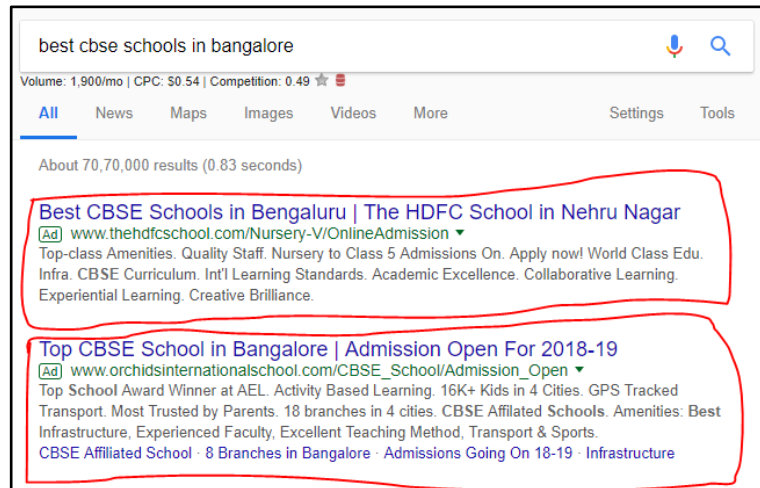 best cbse schools in bangalore
Volume: 1,900/mo | CPC: $0.54 | Competition: 0.49
All News Maps Images Videos More Settings Tools
About 70,70,000 results (0.83 seconds)
Best CBSE Schools in Bengaluru | The HDFC School in Nehru Nagar
Ad www.thehdfcschool.com/Nursery-V/OnlineAdmission
Top-class Amenities. Quality Staff. Nursery to Class 5 Admissions On. Apply now! World Class Edu.
Infra. CBSE Curriculum. Int'l Learning Standards. Academic Excellence. Collaborative Learning.
Experiential Learning. Creative Brilliance.
Top CBSE School in Bangalore | Admission Open For 2018-19
Ad www.orchidsinternationalschool.com/CBSE_School/Admission_Open
Top School Award Winner at AEL. Activity Based Learning. 16K+ Kids in 4 Cities. GPS Tracked
Transport. Most Trusted by Parents. 18 branches in 4 cities. CBSE Affilated Schools. Amenities: Best
Infrastructure, Experienced Faculty, Excellent Teaching Method, Transport & Sports.
CBSE Affiliated School · 8 Branches in Bangalore · Admissions Going On 18-19 · Infrastructure